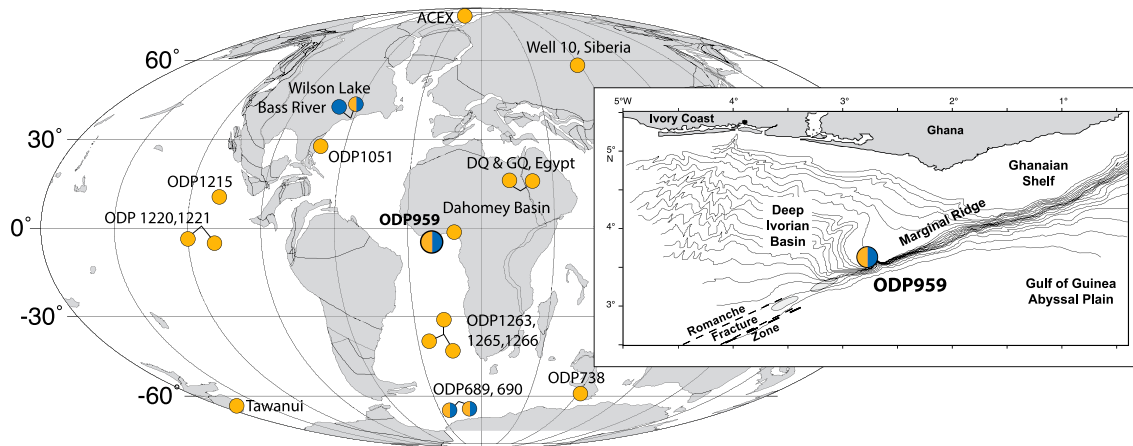 ACEX
60°
Well 10, Siberia
Wilson Lake
Bass River
30°
ODP1051
DQ & GQ, Egypt
ODP1215
ODP 1220,1221
ODP959
Dahomey Basin
0°
-30°
ODP1263,
1265,1266
ODP689, 690
ODP738
-60°
Tawanui
5°W
4°
3°
2°
1°
Ivory Coast
Ghana
5°
N
Ghanaian
Shelf
Deep
Ivorian
Basin
Marginal Ridge
4°
ODP959
Gulf of Guinea
Abyssal Plain
3°
Romanche
Fracture
Zone